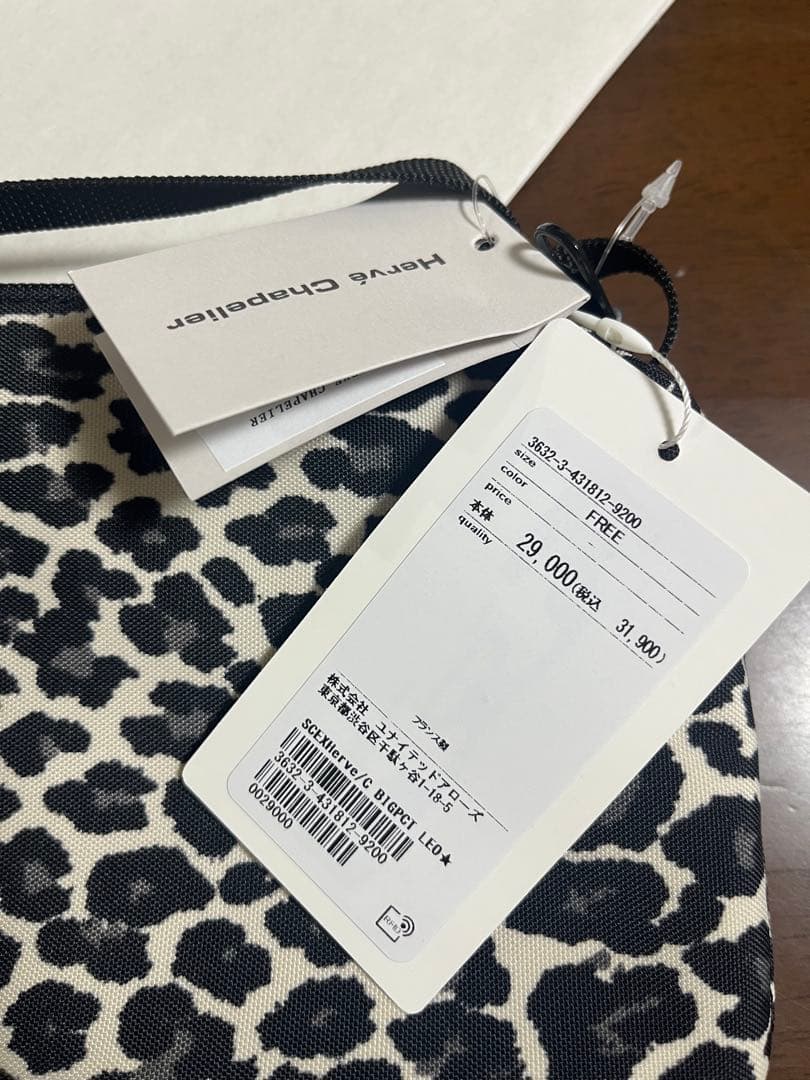 Hervé Chapelier
CHAPELIER
3632-3-431812-9200
size FREE
color -
price
本体 29,000(税込 31,900)
quality
フランス製
株式会社 ユナイテッドアローズ
東京都渋谷区千駄ヶ谷1-18-5
SCEXHerve/C BIGPCT LEO★
3632-3-431812-9200
0029000
RFID